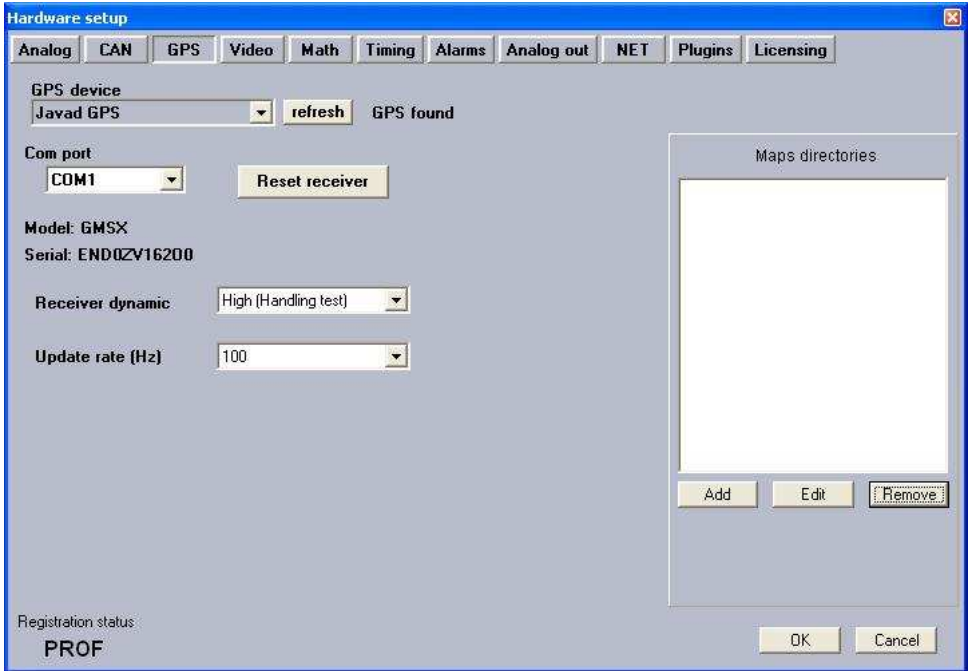 Hardware setup
Analog CAN GPS Video Math Timing Alarms Analog out NET Plugins Licensing
GPS device
Javad GPS refresh GPS found
Com port
COM1 Reset receiver
Model: GMSX
Serial: END0ZV16200
Receiver dynamic High (Handling test)
Update rate (Hz) 100
Maps directories
Add Edit Remove
Registration status
PROF
OK Cancel